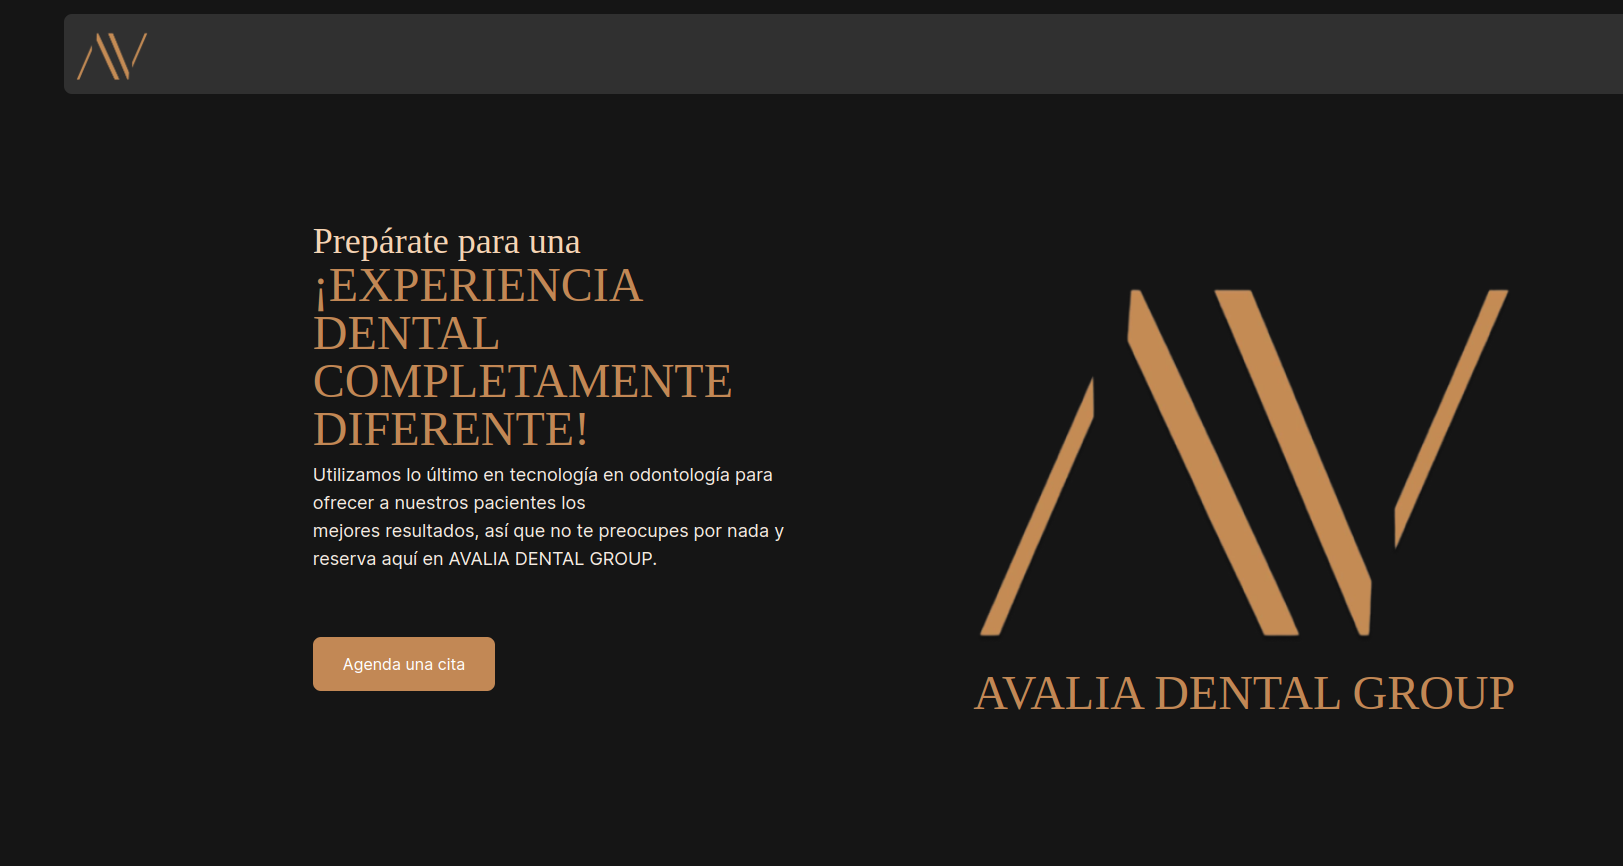 AV
Prepárate para una
¡EXPERIENCIA
DENTAL
COMPLETAMENTE
DIFERENTE!
Utilizamos lo último en tecnología en odontología para
ofrecer a nuestros pacientes los
mejores resultados, así que no te preocupes por nada y
reserva aquí en AVALIA DENTAL GROUP.
Agenda una cita
AV
AVALIA DENTAL GROUP